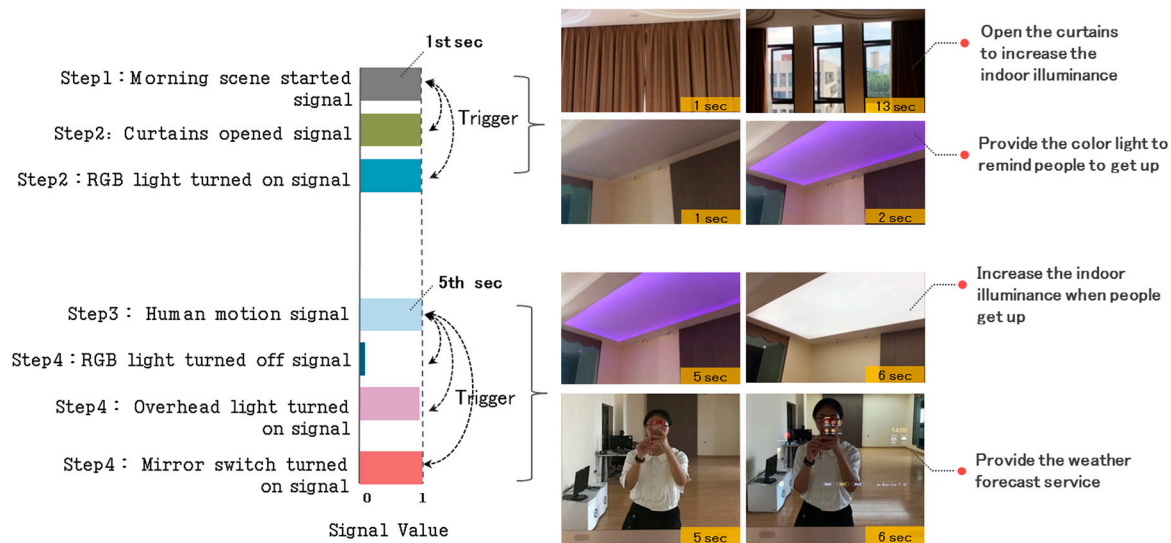 1st sec
Step1：Morning scene started
signal
Step2: Curtains opened signal
Step2：RGB light turned on signal
Trigger
5th sec
Step3： Human motion signal
Step4：RGB light turned off signal
Step4： Overhead light turned
on signal
Step4： Mirror switch turned
on signal
Trigger
0
1
Signal Value
1 sec
13 sec
Open the curtains
to increase the
indoor illuminance
1 sec
2 sec
Provide the color light to
remind people to get up
5 sec
6 sec
Increase the indoor
illuminance when people
get up
5 sec
14:00
6 sec
Provide the weather
forecast service